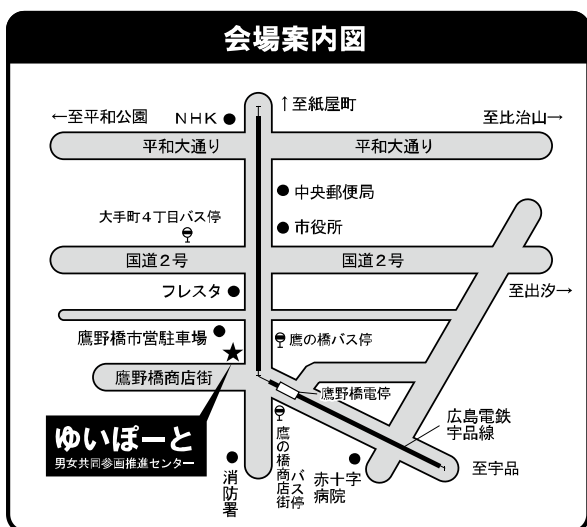 会場案内図
←至平和公園
NHK
↑至紙屋町
至比治山→
平和大通り
平和大通り
中央郵便局
大手町4丁目バス停
市役所
国道2号
国道2号
フレスタ
至出汐→
鷹野橋市営駐車場
鷹の橋バス停
鷹野橋商店街
鷹野橋電停
広島電鉄
宇品線
ゆいぽーと
男女共同参画推進センター
消防署
鷹の橋商店街
バス停
赤十字
病院
至宇品